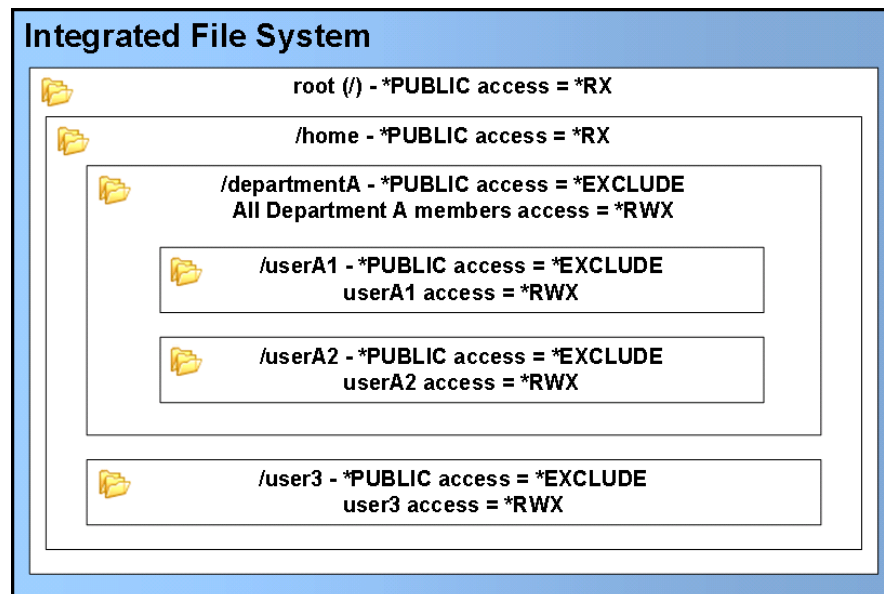 Integrated File System
root (/) - *PUBLIC access = *RX
/home - *PUBLIC access = *RX
/departmentA - *PUBLIC access = *EXCLUDE
All Department A members access = *RWX
/userA1 - *PUBLIC access = *EXCLUDE
userA1 access = *RWX
/userA2 - *PUBLIC access = *EXCLUDE
userA2 access = *RWX
/user3 - *PUBLIC access = *EXCLUDE
user3 access = *RWX